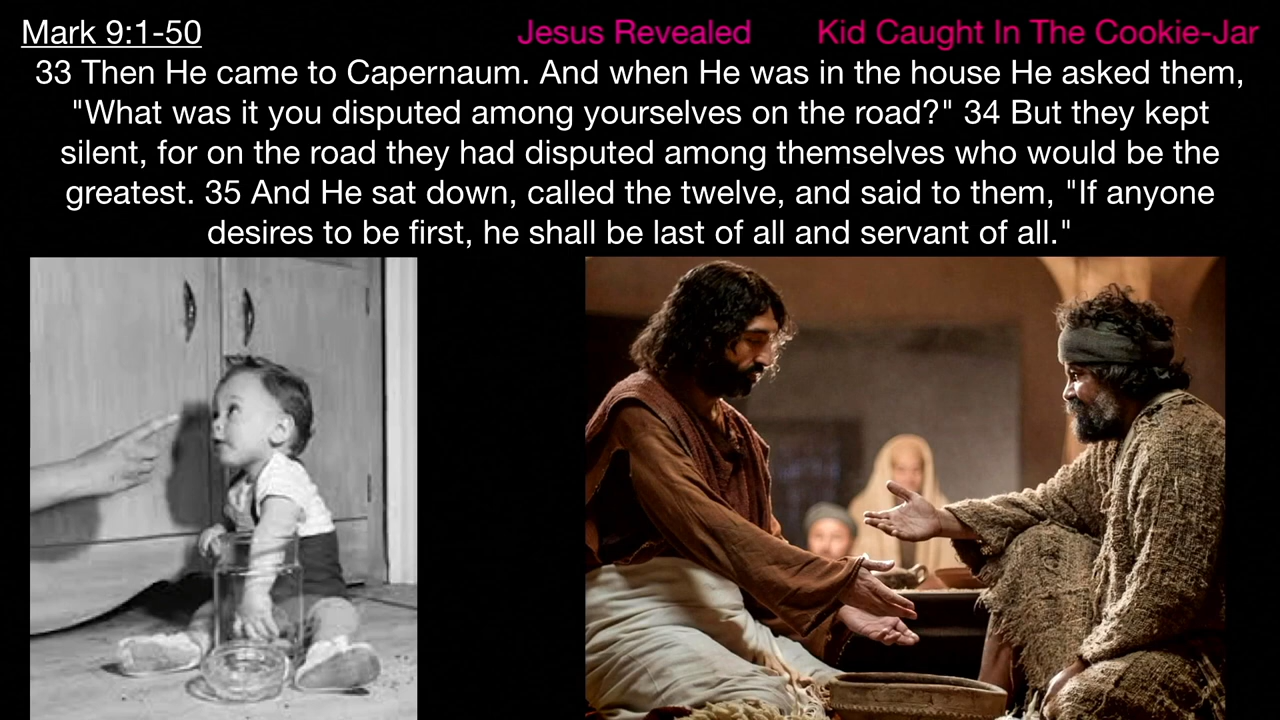 Mark 9:1-50 Jesus Revealed Kid Caught In The Cookie-Jar
33 Then He came to Capernaum. And when He was in the house He asked them,
"What was it you disputed among yourselves on the road?" 34 But they kept
silent, for on the road they had disputed among themselves who would be the
greatest. 35 And He sat down, called the twelve, and said to them, "If anyone
desires to be first, he shall be last of all and servant of all."